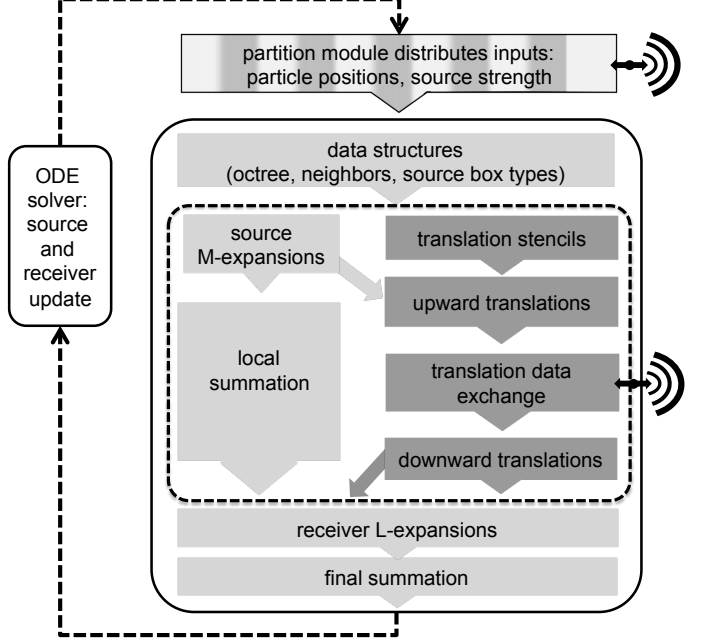 partition module distributes inputs:
particle positions, source strength
data structures
(octree, neighbors, source box types)
ODE
solver:
source
and
receiver
update
source
M-expansions
translation stencils
upward translations
local
summation
translation data
exchange
downward translations
receiver L-expansions
final summation